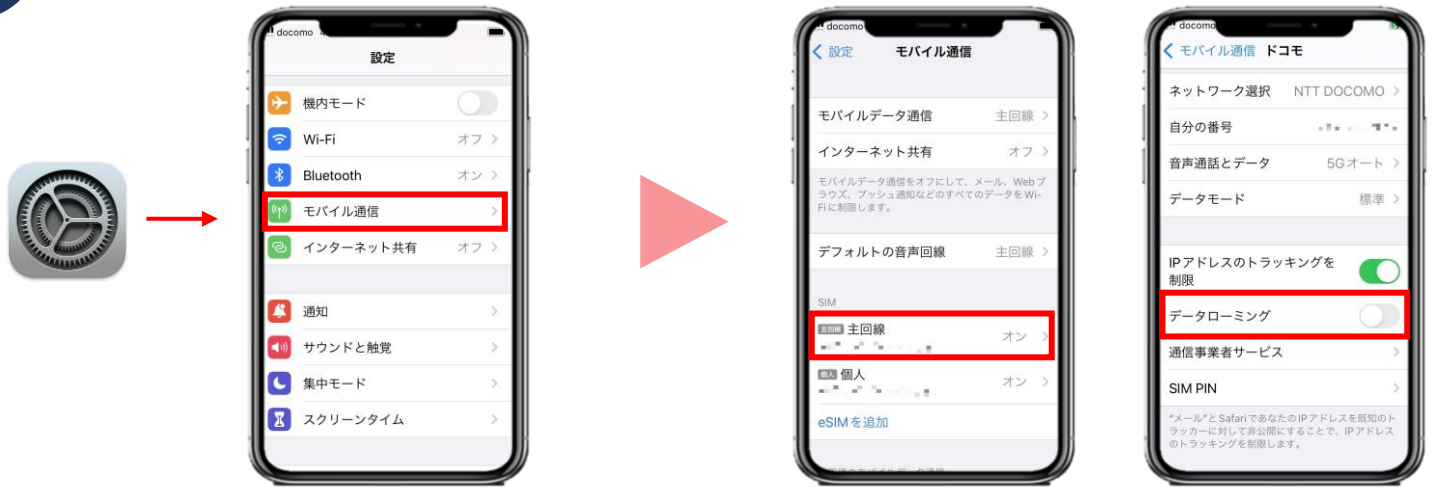 docomo
設定
機内モード
Wi-Fi
オフ
Bluetooth
オン
モバイル通信
インターネット共有
オフ
通知
サウンドと触覚
集中モード
スクリーンタイム
docomo
設定
モバイル通信
モバイルデータ通信
主回線
インターネット共有
オフ
モバイルデータ通信をオフにして、メール、Webブ
ラウズ、プッシュ通知などのすべてのデータをWi-
Fiに制限します。
デフォルトの音声回線
主回線
SIM
主回線 主回線
オン
個人 個人
オン
eSIMを追加
docomo
モバイル通信 ドコモ
ネットワーク選択
NTT DOCOMO
自分の番号
音声通話とデータ
5Gオート
データモード
標準
IPアドレスのトラッキングを
制限
データローミング
通信事業者サービス
SIM PIN
"メール"とSafariであなたのIPアドレスを既知のト
ラッカーに対して非公開にすることで、IPアドレス
のトラッキングを制限します。